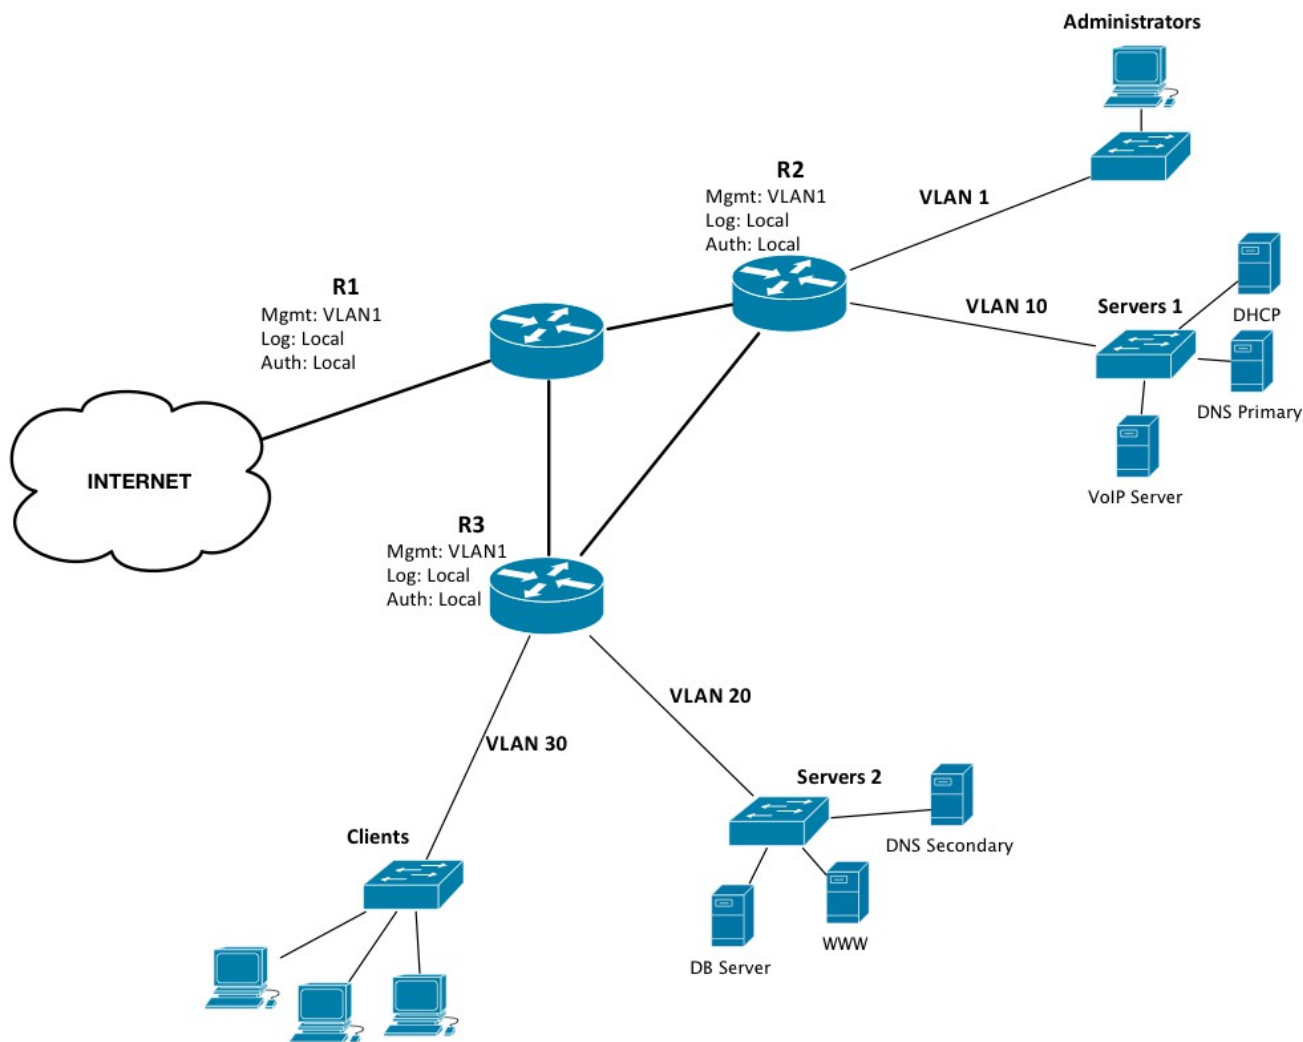 Administrators
R2
Mgmt: VLAN1
Log: Local
Auth: Local
VLAN 1
R1
Mgmt: VLAN1
Log: Local
Auth: Local
VLAN 10
Servers 1
DHCP
DNS Primary
VoIP Server
INTERNET
R3
Mgmt: VLAN1
Log: Local
Auth: Local
VLAN 20
VLAN 30
Servers 2
DNS Secondary
Clients
WWW
DB Server